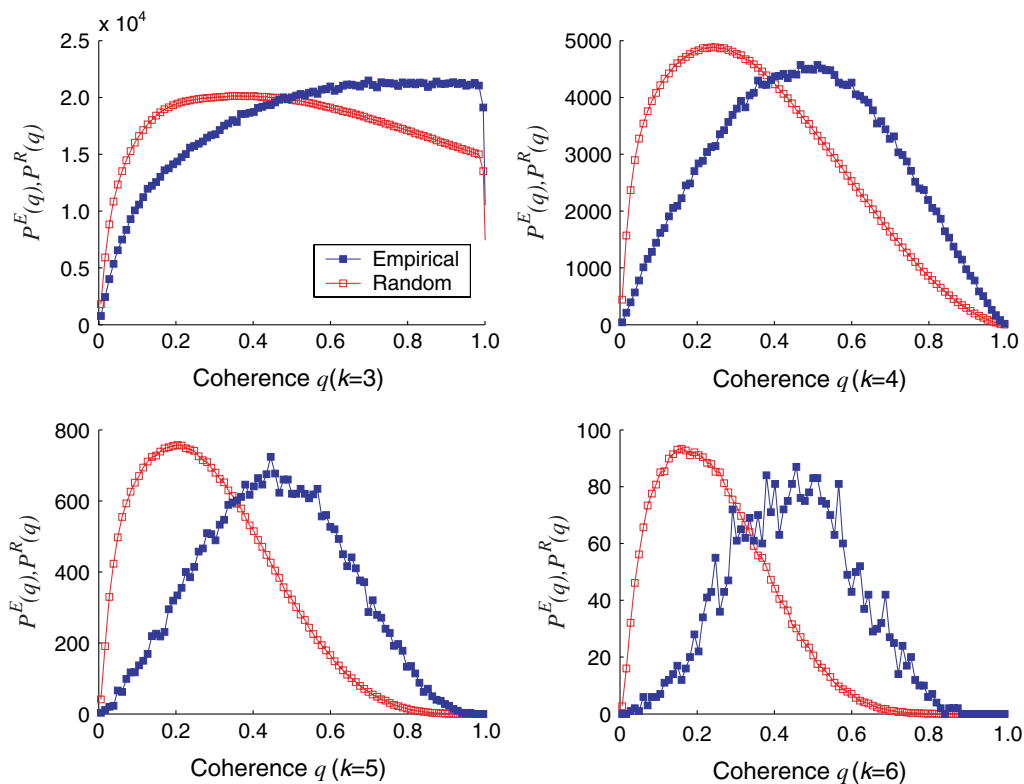 x 10⁴
2.5
2.0
1.5
1.0
0.5
0
P^E(q),P^R(q)
Empirical
Random
0 0.2 0.4 0.6 0.8 1.0
Coherence q(k=3)
5000
4000
3000
2000
1000
0
P^E(q),P^R(q)
0 0.2 0.4 0.6 0.8 1.0
Coherence q(k=4)
800
600
400
200
0
P^E(q),P^R(q)
0 0.2 0.4 0.6 0.8 1.0
Coherence q (k=5)
100
80
60
40
20
0
P^E(q),P^R(q)
0 0.2 0.4 0.6 0.8 1.0
Coherence q (k=6)